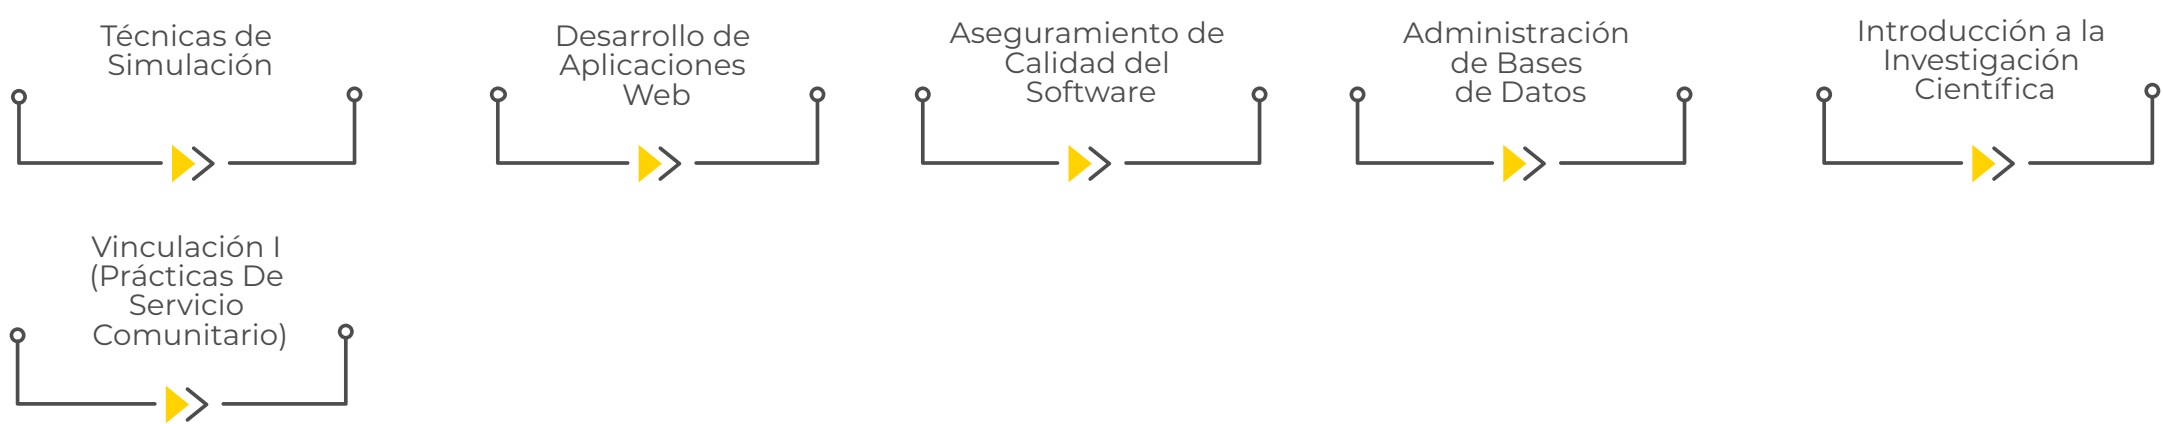 Técnicas de
Simulación
Desarrollo de
Aplicaciones
Web
Aseguramiento de
Calidad del
Software
Administración
de Bases
de Datos
Introducción a la
Investigación
Científica
Vinculación I
(Prácticas De
Servicio
Comunitario)